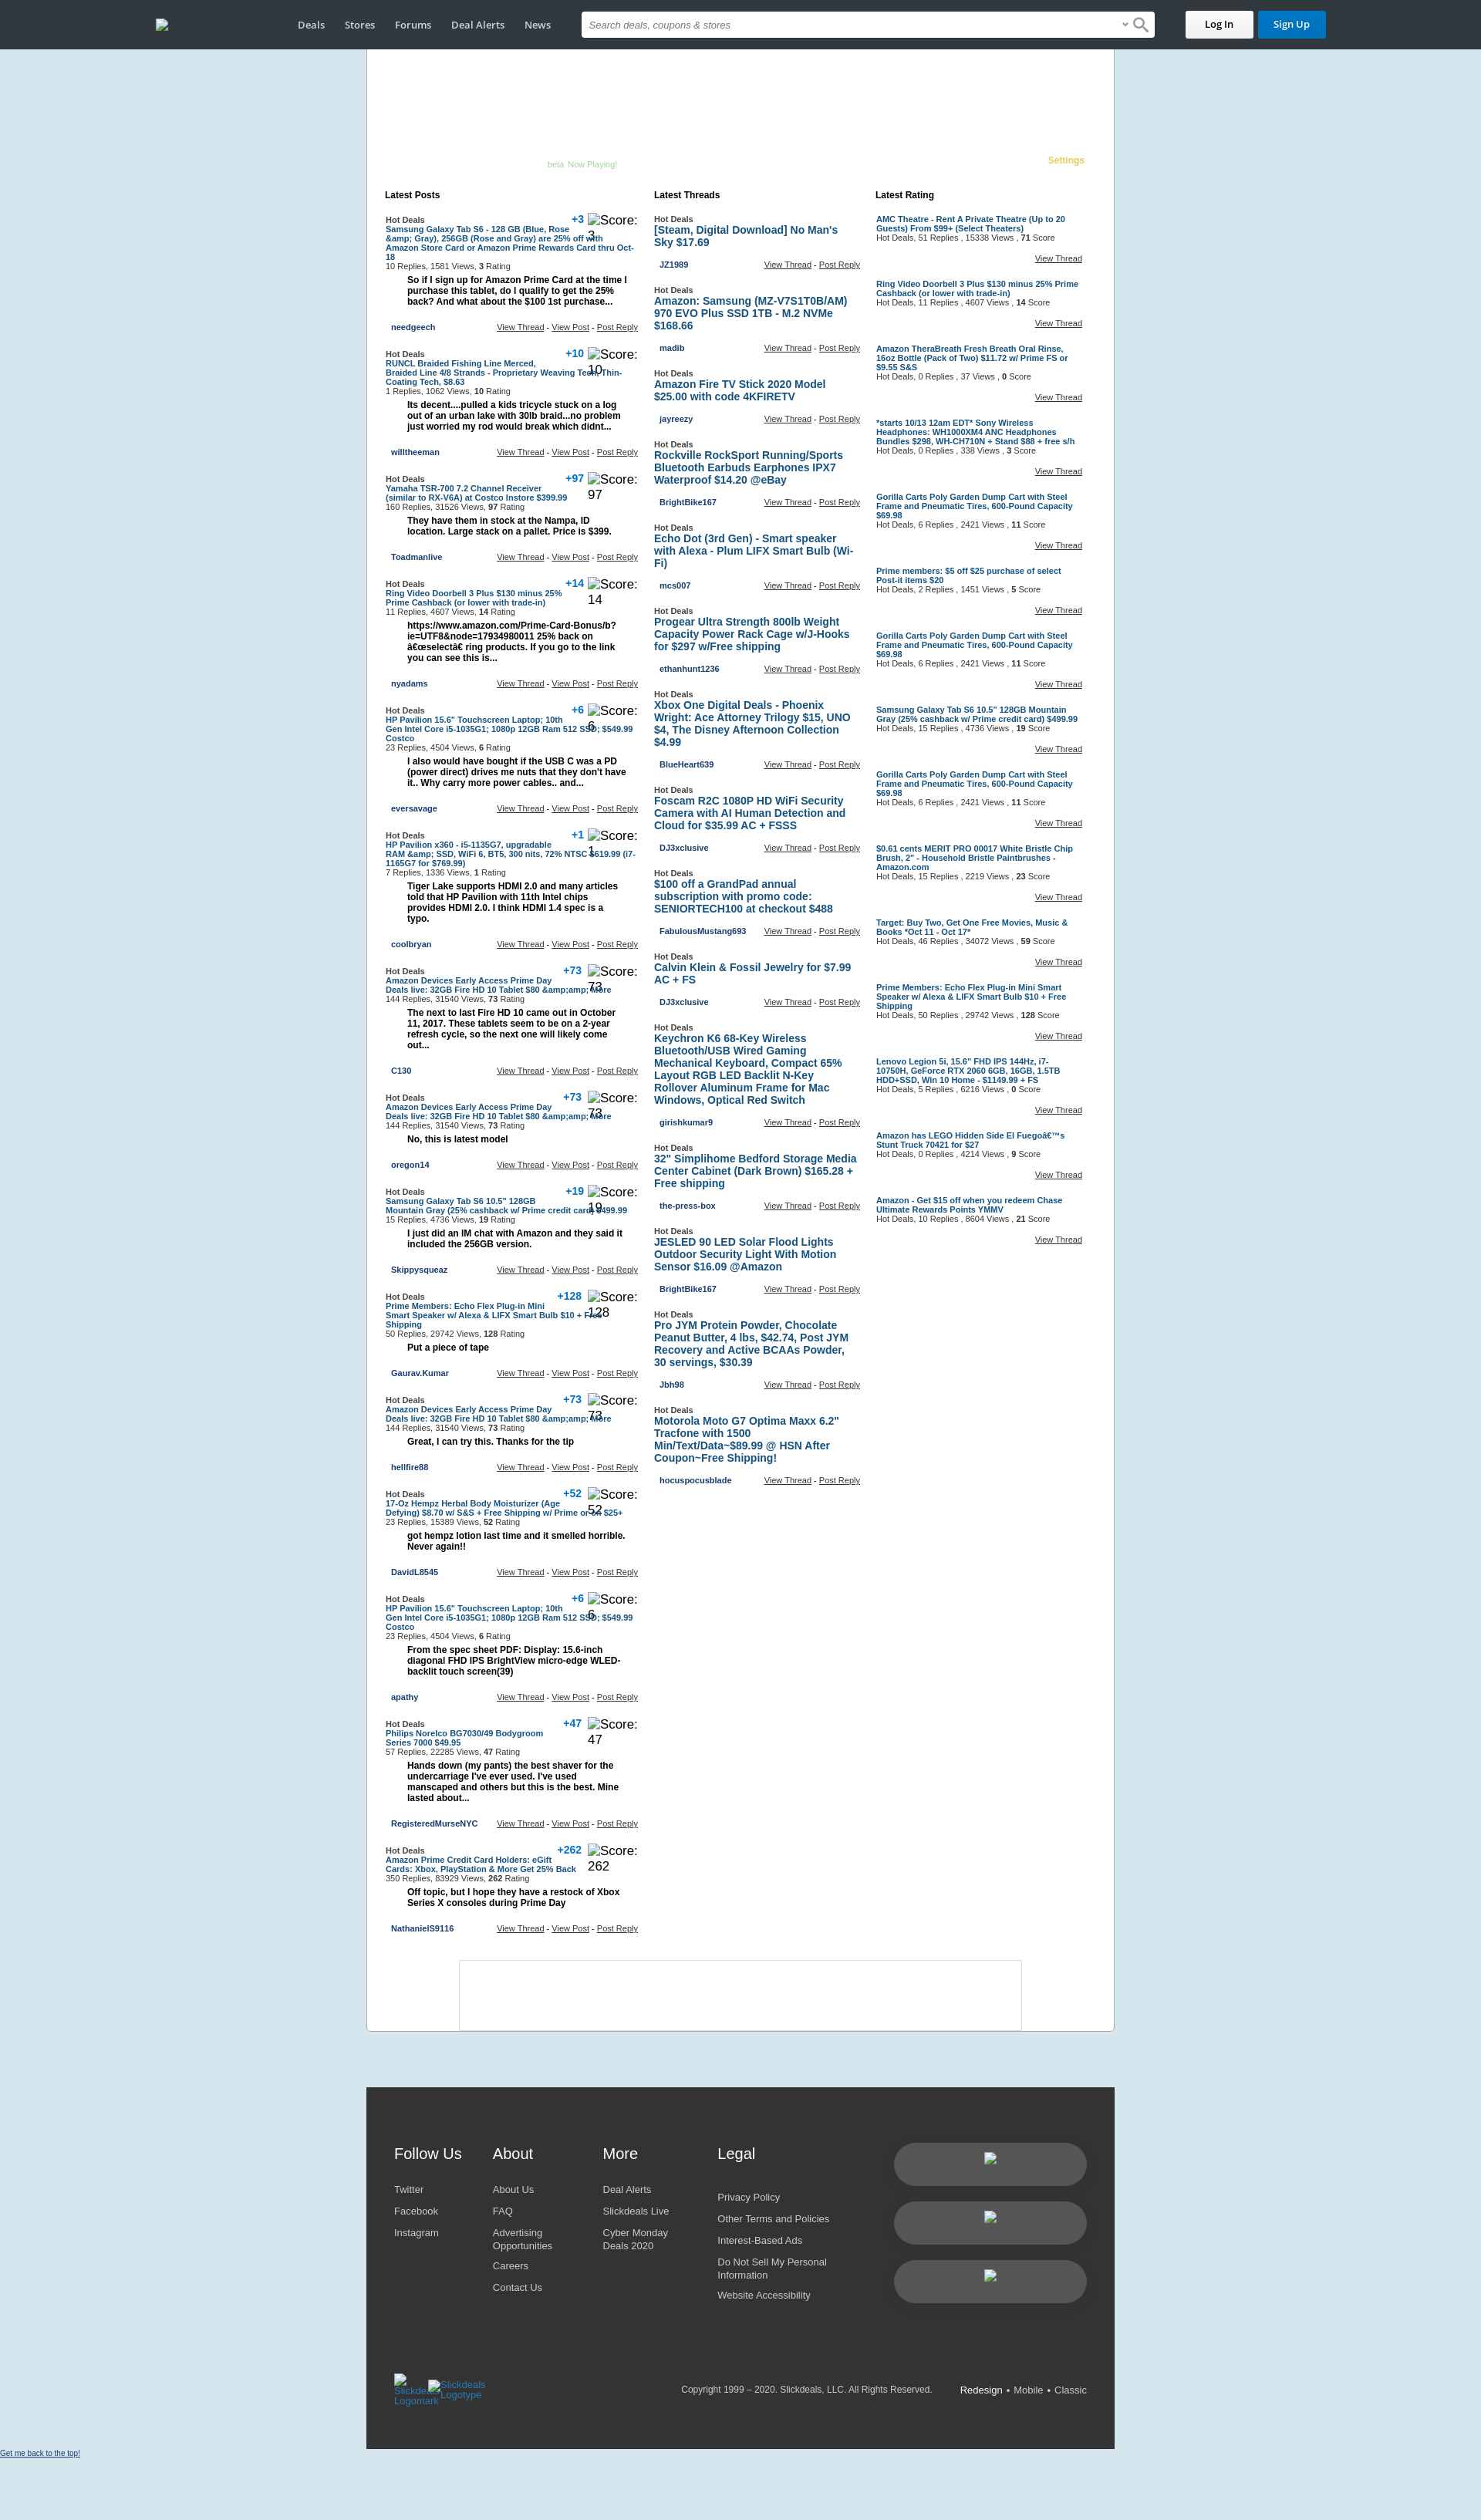 Deals Stores Forums Deal Alerts News
Search deals, coupons & stores
Log In Sign Up
beta Now Playing!
Settings
Latest Posts
Hot Deals +3 Score: 3
Samsung Galaxy Tab S6 - 128 GB (Blue, Rose
&amp; Gray), 256GB (Rose and Gray) are 25% off with
Amazon Store Card or Amazon Prime Rewards Card thru Oct-
18
10 Replies, 1581 Views, 3 Rating
So if I sign up for Amazon Prime Card at the time I
purchase this tablet, do I qualify to get the 25%
back? And what about the $100 1st purchase...
needgeech View Thread - View Post - Post Reply
Hot Deals +10 Score: 10
RUNCL Braided Fishing Line Merced,
Braided Line 4/8 Strands - Proprietary Weaving Tech, Thin-
Coating Tech, $8.63
1 Replies, 1062 Views, 10 Rating
Its decent....pulled a kids tricycle stuck on a log
out of an urban lake with 30lb braid...no problem
just worried my rod would break which didnt...
willtheeman View Thread - View Post - Post Reply
Hot Deals +97 Score: 97
Yamaha TSR-700 7.2 Channel Receiver
(similar to RX-V6A) at Costco Instore $399.99
160 Replies, 31526 Views, 97 Rating
They have them in stock at the Nampa, ID
location. Large stack on a pallet. Price is $399.
Toadmanlive View Thread - View Post - Post Reply
Hot Deals +14 Score: 14
Ring Video Doorbell 3 Plus $130 minus 25%
Prime Cashback (or lower with trade-in)
11 Replies, 4607 Views, 14 Rating
https://www.amazon.com/Prime-Card-Bonus/b?
ie=UTF8&node=17934980011 25% back on
â€œselectâ€ ring products. If you go to the link
you can see this is...
nyadams View Thread - View Post - Post Reply
Hot Deals +6 Score: 6
HP Pavilion 15.6" Touchscreen Laptop; 10th
Gen Intel Core i5-1035G1; 1080p 12GB Ram 512 SSD; $549.99
Costco
23 Replies, 4504 Views, 6 Rating
I also would have bought if the USB C was a PD
(power direct) drives me nuts that they don't have
it.. Why carry more power cables.. and...
eversavage View Thread - View Post - Post Reply
Hot Deals +1 Score: 1
HP Pavilion x360 - i5-1135G7, upgradable
RAM &amp; SSD, WiFi 6, BT5, 300 nits, 72% NTSC $619.99 (i7-
1165G7 for $769.99)
7 Replies, 1336 Views, 1 Rating
Tiger Lake supports HDMI 2.0 and many articles
told that HP Pavilion with 11th Intel chips
provides HDMI 2.0. I think HDMI 1.4 spec is a
typo.
coolbryan View Thread - View Post - Post Reply
Hot Deals +73 Score: 73
Amazon Devices Early Access Prime Day
Deals live: 32GB Fire HD 10 Tablet $80 &amp;amp; More
144 Replies, 31540 Views, 73 Rating
The next to last Fire HD 10 came out in October
11, 2017. These tablets seem to be on a 2-year
refresh cycle, so the next one will likely come
out...
C130 View Thread - View Post - Post Reply
Hot Deals +73 Score: 73
Amazon Devices Early Access Prime Day
Deals live: 32GB Fire HD 10 Tablet $80 &amp;amp; More
144 Replies, 31540 Views, 73 Rating
No, this is latest model
oregon14 View Thread - View Post - Post Reply
Hot Deals +19 Score: 19
Samsung Galaxy Tab S6 10.5" 128GB
Mountain Gray (25% cashback w/ Prime credit card) $499.99
15 Replies, 4736 Views, 19 Rating
I just did an IM chat with Amazon and they said it
included the 256GB version.
Skippysqueaz View Thread - View Post - Post Reply
Hot Deals +128 Score: 128
Prime Members: Echo Flex Plug-in Mini
Smart Speaker w/ Alexa & LIFX Smart Bulb $10 + Free
Shipping
50 Replies, 29742 Views, 128 Rating
Put a piece of tape
Gaurav.Kumar View Thread - View Post - Post Reply
Hot Deals +73 Score: 73
Amazon Devices Early Access Prime Day
Deals live: 32GB Fire HD 10 Tablet $80 &amp;amp; More
144 Replies, 31540 Views, 73 Rating
Great, I can try this. Thanks for the tip
hellfire88 View Thread - View Post - Post Reply
Hot Deals +52 Score: 52
17-Oz Hempz Herbal Body Moisturizer (Age
Defying) $8.70 w/ S&S + Free Shipping w/ Prime or on $25+
23 Replies, 15389 Views, 52 Rating
got hempz lotion last time and it smelled horrible.
Never again!!
DavidL8545 View Thread - View Post - Post Reply
Hot Deals +6 Score: 6
HP Pavilion 15.6" Touchscreen Laptop; 10th
Gen Intel Core i5-1035G1; 1080p 12GB Ram 512 SSD; $549.99
Costco
23 Replies, 4504 Views, 6 Rating
From the spec sheet PDF: Display: 15.6-inch
diagonal FHD IPS BrightView micro-edge WLED-
backlit touch screen(39)
apathy View Thread - View Post - Post Reply
Hot Deals +47 Score: 47
Philips Norelco BG7030/49 Bodygroom
Series 7000 $49.95
57 Replies, 22285 Views, 47 Rating
Hands down (my pants) the best shaver for the
undercarriage I've ever used. I've used
manscaped and others but this is the best. Mine
lasted about...
RegisteredMurseNYC View Thread - View Post - Post Reply
Hot Deals +262 Score: 262
Amazon Prime Credit Card Holders: eGift
Cards: Xbox, PlayStation & More Get 25% Back
350 Replies, 83929 Views, 262 Rating
Off topic, but I hope they have a restock of Xbox
Series X consoles during Prime Day
NathanielS9116 View Thread - View Post - Post Reply
Latest Threads
Hot Deals
[Steam, Digital Download] No Man's
Sky $17.69
JZ1989 View Thread - Post Reply
Hot Deals
Amazon: Samsung (MZ-V7S1T0B/AM)
970 EVO Plus SSD 1TB - M.2 NVMe
$168.66
madib View Thread - Post Reply
Hot Deals
Amazon Fire TV Stick 2020 Model
$25.00 with code 4KFIRETV
jayreezy View Thread - Post Reply
Hot Deals
Rockville RockSport Running/Sports
Bluetooth Earbuds Earphones IPX7
Waterproof $14.20 @eBay
BrightBike167 View Thread - Post Reply
Hot Deals
Echo Dot (3rd Gen) - Smart speaker
with Alexa - Plum LIFX Smart Bulb (Wi-
Fi)
mcs007 View Thread - Post Reply
Hot Deals
Progear Ultra Strength 800lb Weight
Capacity Power Rack Cage w/J-Hooks
for $297 w/Free shipping
ethanhunt1236 View Thread - Post Reply
Hot Deals
Xbox One Digital Deals - Phoenix
Wright: Ace Attorney Trilogy $15, UNO
$4, The Disney Afternoon Collection
$4.99
BlueHeart639 View Thread - Post Reply
Hot Deals
Foscam R2C 1080P HD WiFi Security
Camera with AI Human Detection and
Cloud for $35.99 AC + FSSS
DJ3xclusive View Thread - Post Reply
Hot Deals
$100 off a GrandPad annual
subscription with promo code:
SENIORTECH100 at checkout $488
FabulousMustang693 View Thread - Post Reply
Hot Deals
Calvin Klein & Fossil Jewelry for $7.99
AC + FS
DJ3xclusive View Thread - Post Reply
Hot Deals
Keychron K6 68-Key Wireless
Bluetooth/USB Wired Gaming
Mechanical Keyboard, Compact 65%
Layout RGB LED Backlit N-Key
Rollover Aluminum Frame for Mac
Windows, Optical Red Switch
girishkumar9 View Thread - Post Reply
Hot Deals
32" Simplihome Bedford Storage Media
Center Cabinet (Dark Brown) $165.28 +
Free shipping
the-press-box View Thread - Post Reply
Hot Deals
JESLED 90 LED Solar Flood Lights
Outdoor Security Light With Motion
Sensor $16.09 @Amazon
BrightBike167 View Thread - Post Reply
Hot Deals
Pro JYM Protein Powder, Chocolate
Peanut Butter, 4 lbs, $42.74, Post JYM
Recovery and Active BCAAs Powder,
30 servings, $30.39
Jbh98 View Thread - Post Reply
Hot Deals
Motorola Moto G7 Optima Maxx 6.2"
Tracfone with 1500
Min/Text/Data~$89.99 @ HSN After
Coupon~Free Shipping!
hocuspocusblade View Thread - Post Reply
Latest Rating
AMC Theatre - Rent A Private Theatre (Up to 20
Guests) From $99+ (Select Theaters)
Hot Deals, 51 Replies , 15338 Views , 71 Score
View Thread
Ring Video Doorbell 3 Plus $130 minus 25% Prime
Cashback (or lower with trade-in)
Hot Deals, 11 Replies , 4607 Views , 14 Score
View Thread
Amazon TheraBreath Fresh Breath Oral Rinse,
16oz Bottle (Pack of Two) $11.72 w/ Prime FS or
$9.55 S&S
Hot Deals, 0 Replies , 37 Views , 0 Score
View Thread
*starts 10/13 12am EDT* Sony Wireless
Headphones: WH1000XM4 ANC Headphones
Bundles $298, WH-CH710N + Stand $88 + free s/h
Hot Deals, 0 Replies , 338 Views , 3 Score
View Thread
Gorilla Carts Poly Garden Dump Cart with Steel
Frame and Pneumatic Tires, 600-Pound Capacity
$69.98
Hot Deals, 6 Replies , 2421 Views , 11 Score
View Thread
Prime members: $5 off $25 purchase of select
Post-it items $20
Hot Deals, 2 Replies , 1451 Views , 5 Score
View Thread
Gorilla Carts Poly Garden Dump Cart with Steel
Frame and Pneumatic Tires, 600-Pound Capacity
$69.98
Hot Deals, 6 Replies , 2421 Views , 11 Score
View Thread
Samsung Galaxy Tab S6 10.5" 128GB Mountain
Gray (25% cashback w/ Prime credit card) $499.99
Hot Deals, 15 Replies , 4736 Views , 19 Score
View Thread
Gorilla Carts Poly Garden Dump Cart with Steel
Frame and Pneumatic Tires, 600-Pound Capacity
$69.98
Hot Deals, 6 Replies , 2421 Views , 11 Score
View Thread
$0.61 cents MERIT PRO 00017 White Bristle Chip
Brush, 2" - Household Bristle Paintbrushes -
Amazon.com
Hot Deals, 15 Replies , 2219 Views , 23 Score
View Thread
Target: Buy Two, Get One Free Movies, Music &
Books *Oct 11 - Oct 17*
Hot Deals, 46 Replies , 34072 Views , 59 Score
View Thread
Prime Members: Echo Flex Plug-in Mini Smart
Speaker w/ Alexa & LIFX Smart Bulb $10 + Free
Shipping
Hot Deals, 50 Replies , 29742 Views , 128 Score
View Thread
Lenovo Legion 5i, 15.6" FHD IPS 144Hz, i7-
10750H, GeForce RTX 2060 6GB, 16GB, 1.5TB
HDD+SSD, Win 10 Home - $1149.99 + FS
Hot Deals, 5 Replies , 6216 Views , 0 Score
View Thread
Amazon has LEGO Hidden Side El Fuegoâ€™s
Stunt Truck 70421 for $27
Hot Deals, 0 Replies , 4214 Views , 9 Score
View Thread
Amazon - Get $15 off when you redeem Chase
Ultimate Rewards Points YMMV
Hot Deals, 10 Replies , 8604 Views , 21 Score
View Thread
Follow Us
Twitter
Facebook
Instagram
About
About Us
FAQ
Advertising
Opportunities
Careers
Contact Us
More
Deal Alerts
Slickdeals Live
Cyber Monday
Deals 2020
Legal
Privacy Policy
Other Terms and Policies
Interest-Based Ads
Do Not Sell My Personal
Information
Website Accessibility
Slickdeals
Logomark
Slickdeals
Logotype
Copyright 1999 – 2020. Slickdeals, LLC. All Rights Reserved.
Redesign • Mobile • Classic
Get me back to the top!